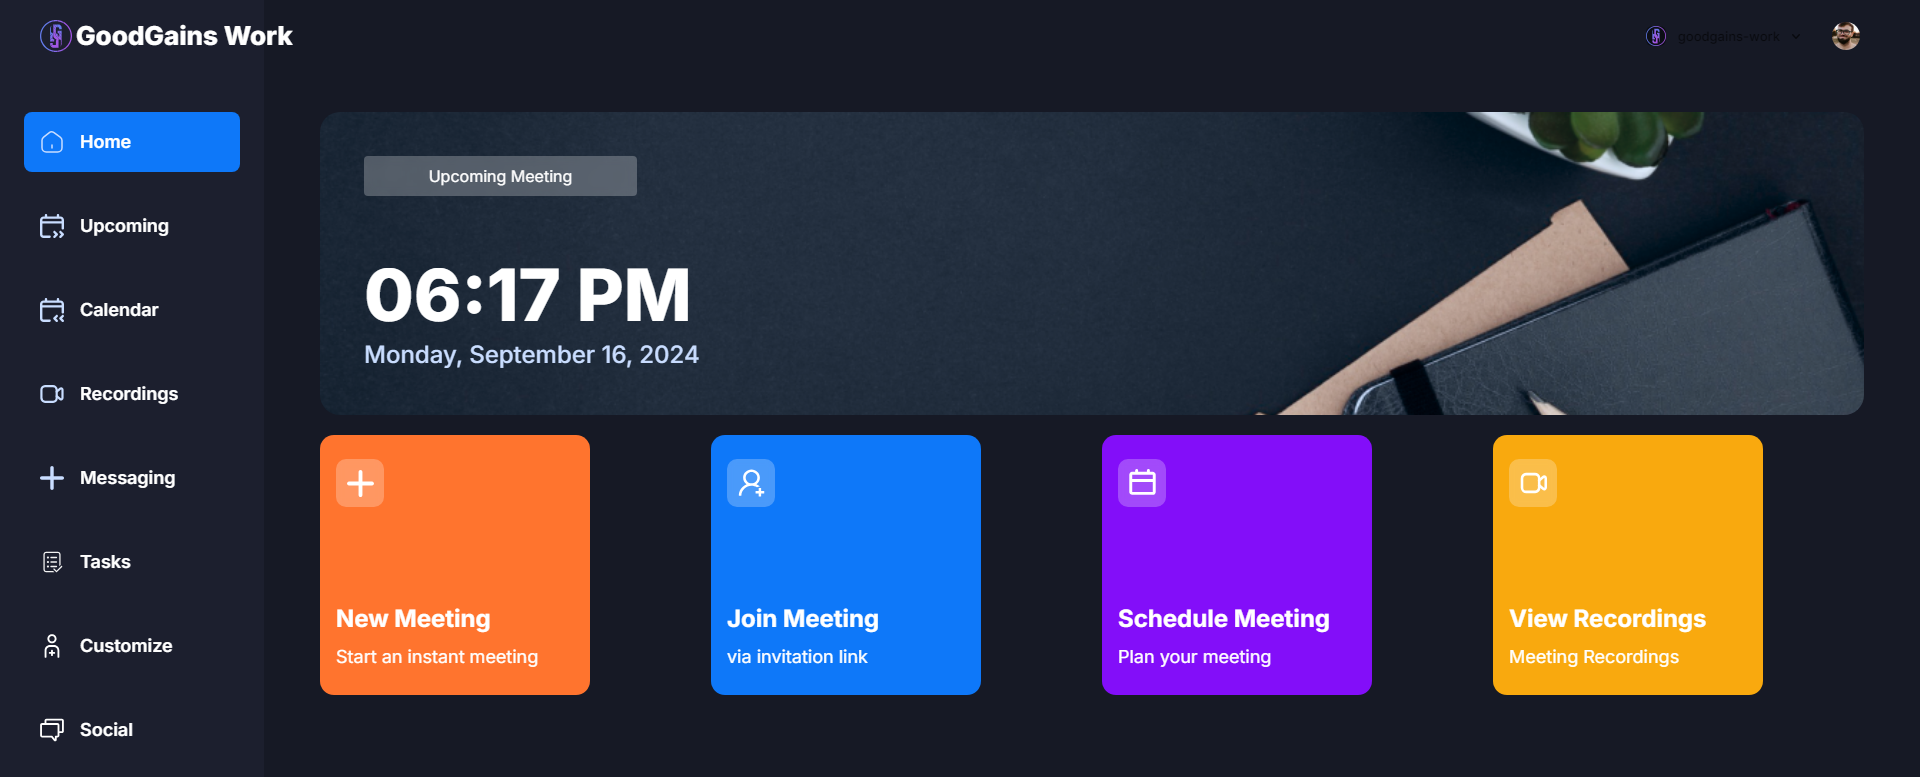 GoodGains Work
goodgains-work
Home
Upcoming
Calendar
Recordings
Messaging
Tasks
Customize
Social
Upcoming Meeting
06:17 PM
Monday, September 16, 2024
New Meeting
Start an instant meeting
Join Meeting
via invitation link
Schedule Meeting
Plan your meeting
View Recordings
Meeting Recordings